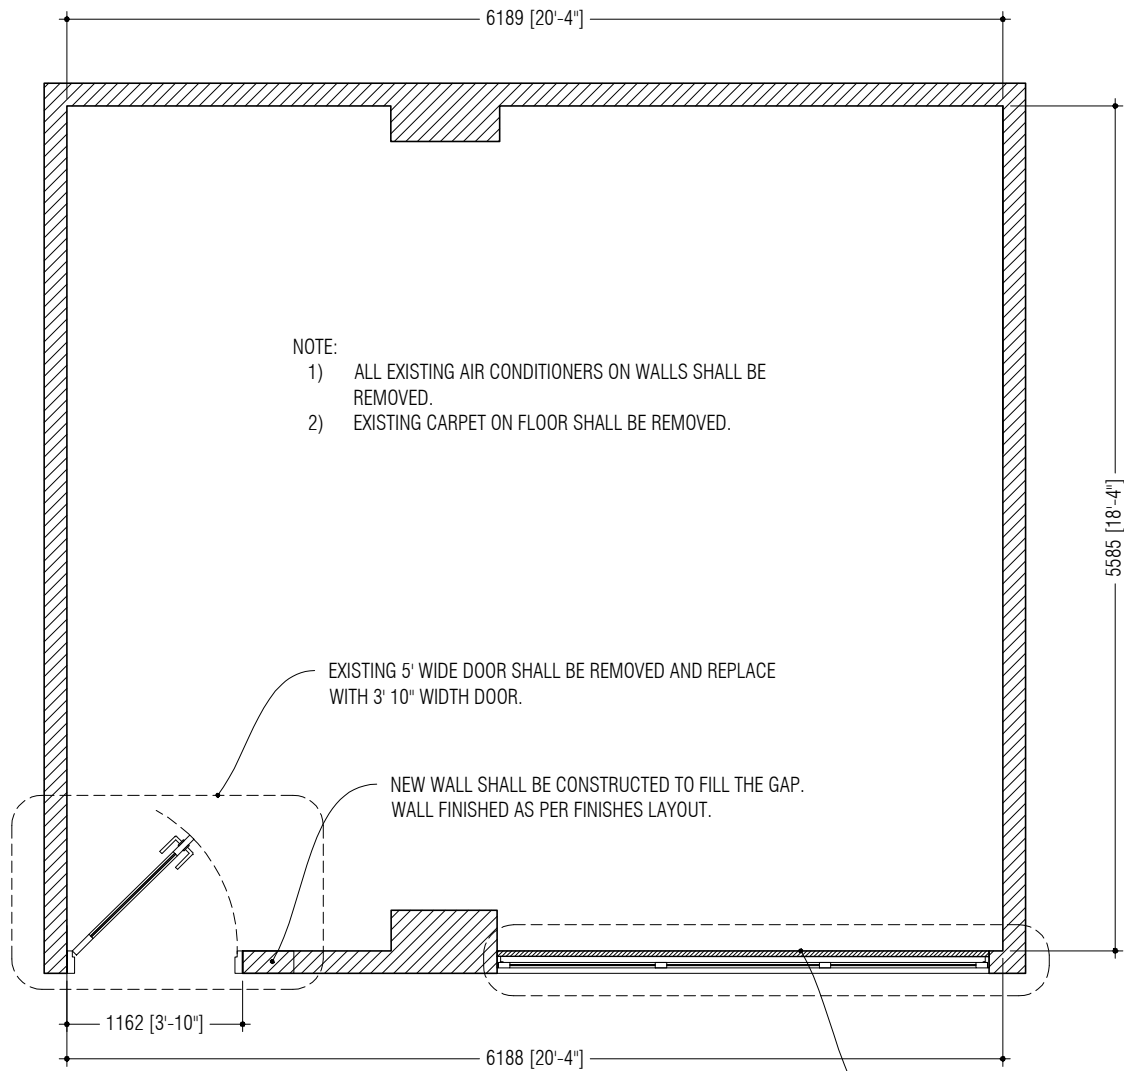 6189 [20'-4"]
NOTE:
1) ALL EXISTING AIR CONDITIONERS ON WALLS SHALL BE
REMOVED.
2) EXISTING CARPET ON FLOOR SHALL BE REMOVED.
5585 [18'-4"]
EXISTING 5' WIDE DOOR SHALL BE REMOVED AND REPLACE
WITH 3' 10" WIDTH DOOR.
NEW WALL SHALL BE CONSTRUCTED TO FILL THE GAP.
WALL FINISHED AS PER FINISHES LAYOUT.
1162 [3'-10"]
6188 [20'-4"]